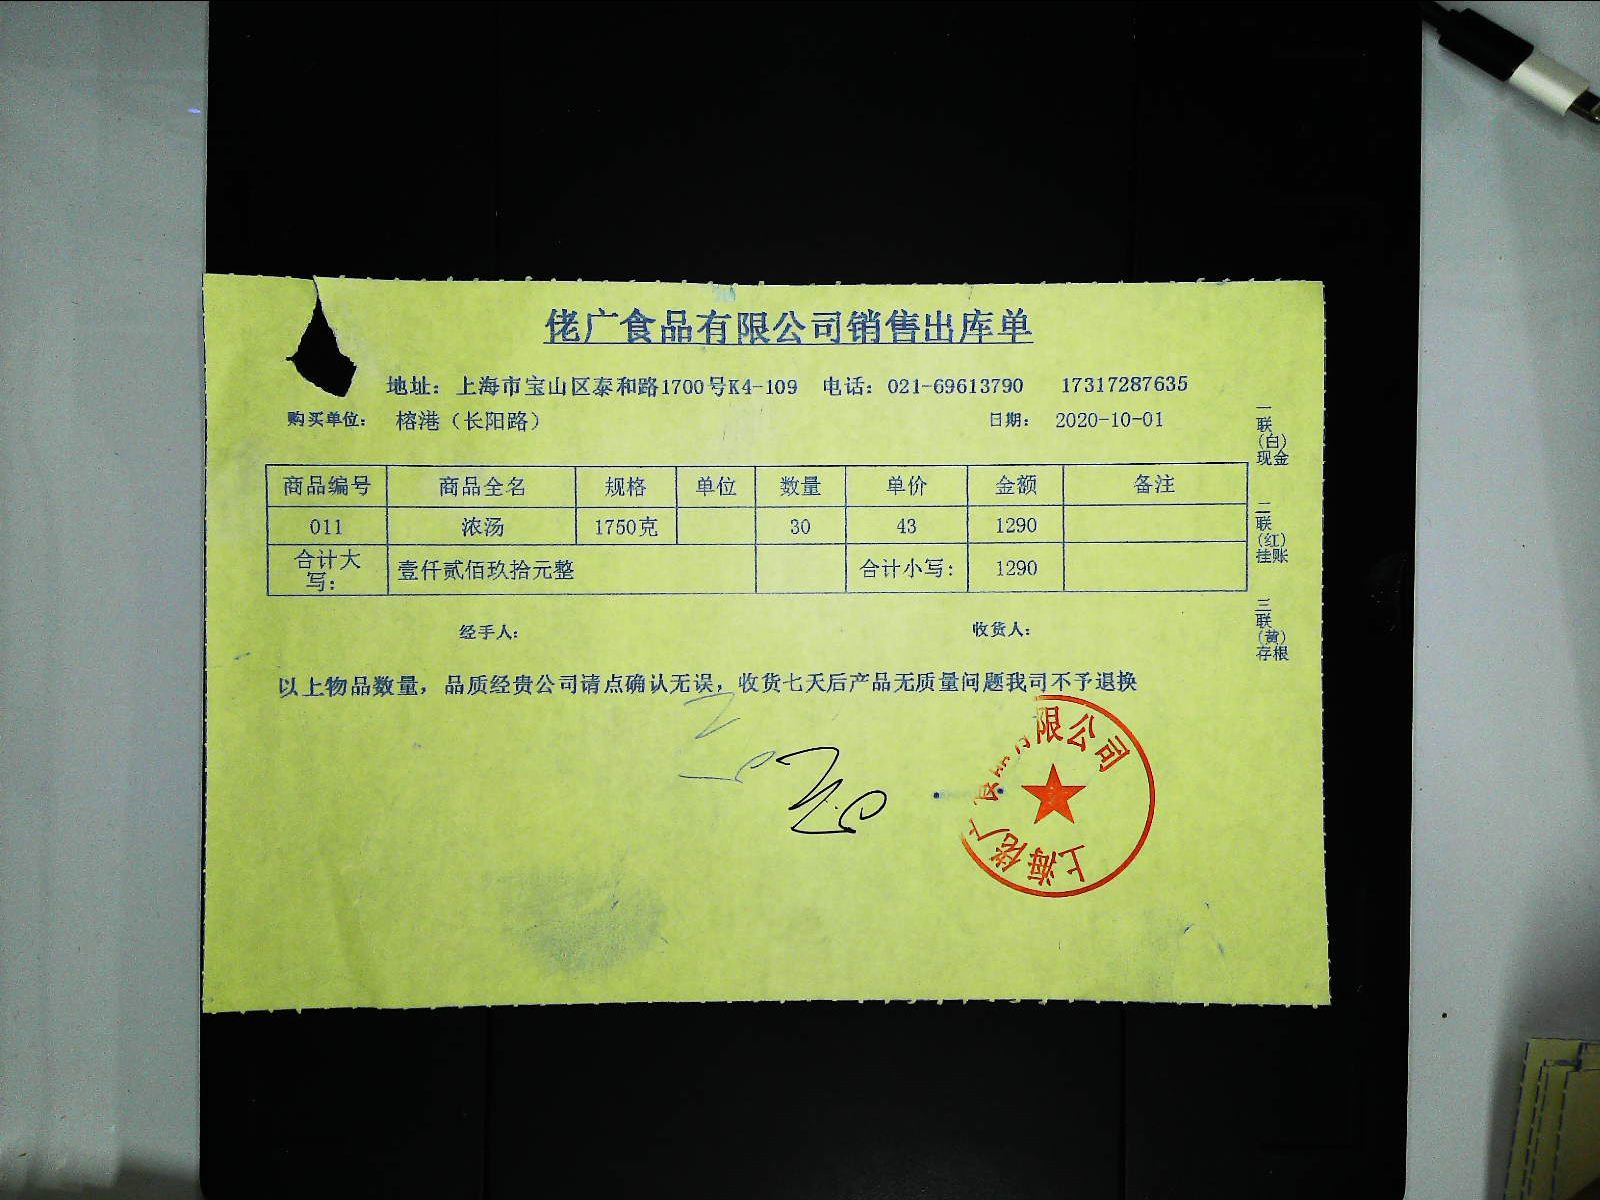 佬广食品有限公司销售出库单
地址：上海市宝山区泰和路1700号K4-109 电话：021-69613790 17317287635
购买单位： 榕港（长阳路） 日期： 2020-10-01
商品编号 商品全名 规格 单位 数量 单价 金额 备注
011 浓汤 1750克 30 43 1290
合计大写： 壹仟贰佰玖拾元整 合计小写： 1290
经手人： 收货人：
以上物品数量，品质经贵公司请点确认无误，收货七天后产品无质量问题我司不予退换
一联（白）现金
二联（红）挂账
三联（黄）存根
上海佬广食品有限公司